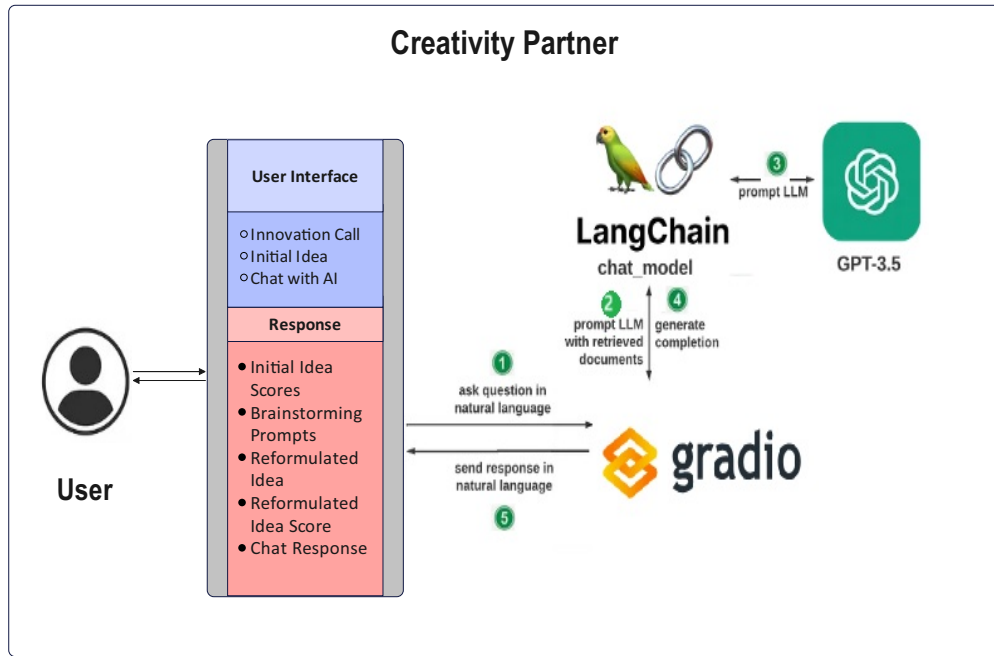 Creativity Partner
User Interface
Innovation Call
Initial Idea
Chat with AI
Response
Initial Idea
Scores
Brainstorming
Prompts
Reformulated
Idea
Reformulated
Idea Score
Chat Response
User
1
ask question in
natural language
send response in
natural language
5
gradio
LangChain
chat_model
2
prompt LLM
with retrieved
documents
4
generate
completion
3
prompt LLM
GPT-3.5